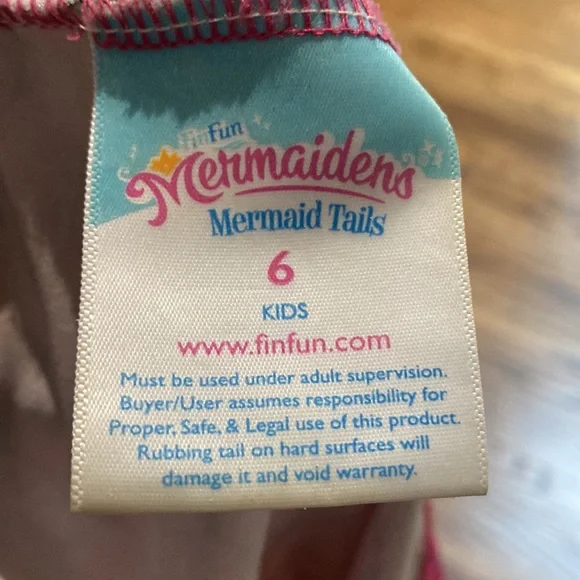 FinFun
Mermaidens
Mermaid Tails
6
KIDS
www.finfun.com
Must be used under adult supervision.
Buyer/User assumes responsibility for
Proper, Safe, & Legal use of this product.
Rubbing tail on hard surfaces will
damage it and void warranty.